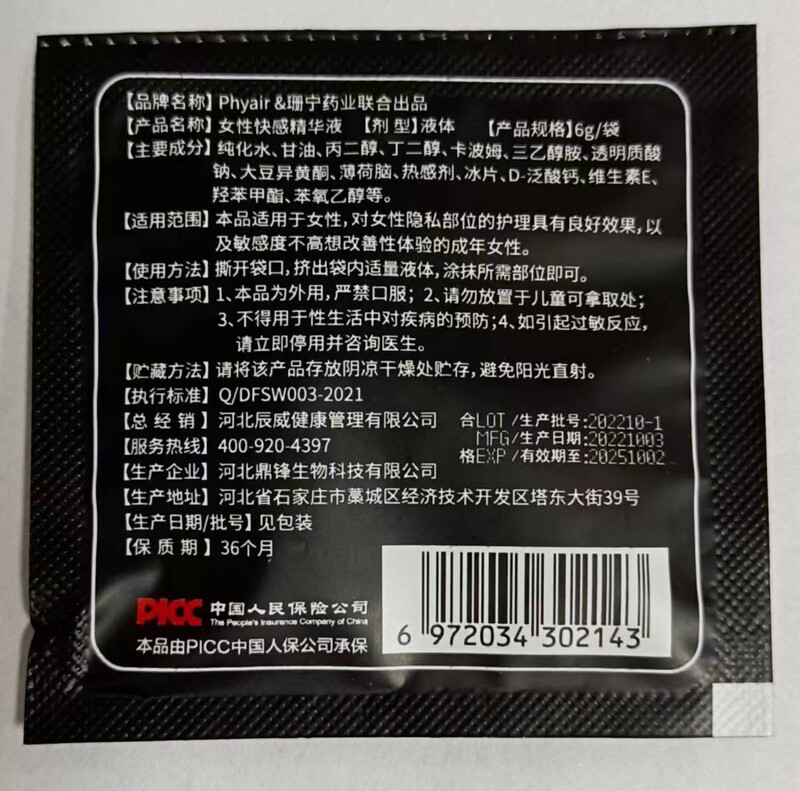 【品牌名称】Phyair &珊宁药业联合出品
【产品名称】女性快感精华液 【剂 型】液体 【产品规格】6g/袋
【主要成分】纯化水、甘油、丙二醇、丁二醇、卡波姆、三乙醇胺、透明质酸
钠、大豆异黄酮、薄荷脑、热感剂、冰片、D-泛酸钙、维生素E、
羟苯甲酯、苯氧乙醇等。
【适用范围】本品适用于女性，对女性隐私部位的护理具有良好效果，以
及敏感度不高想改善性体验的成年女性。
【使用方法】撕开袋口，挤出袋内适量液体，涂抹所需部位即可。
【注意事项】1、本品为外用，严禁口服；2、请勿放置于儿童可拿取处；
3、不得用于性生活中对疾病的预防；4、如引起过敏反应，
请立即停用并咨询医生。
【贮藏方法】请将该产品存放阴凉干燥处贮存，避免阳光直射。
【执行标准】Q/DFSW003-2021
【总 经 销】河北辰威健康管理有限公司
【服务热线】400-920-4397
合LOT/生产批号:202210-1
MFG/生产日期:20221003
格EXP/有效期至:20251002
【生产企业】河北鼎锋生物科技有限公司
【生产地址】河北省石家庄市藁城区经济技术开发区塔东大街39号
【生产日期/批号】见包装
【保 质 期】36个月
PICC 中国人民保险公司
The People's Insurance Company of China
本品由PICC中国人保公司承保
6 972034 302143